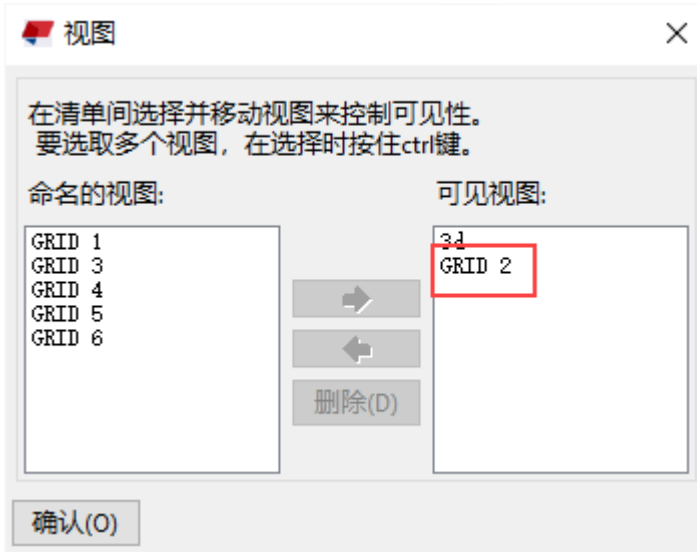 视图
在清单间选择并移动视图来控制可见性。
要选取多个视图，在选择时按住ctrl键。
命名的视图:
可见视图:
GRID 1
GRID 3
GRID 4
GRID 5
GRID 6
3d
GRID 2
删除(D)
确认(O)